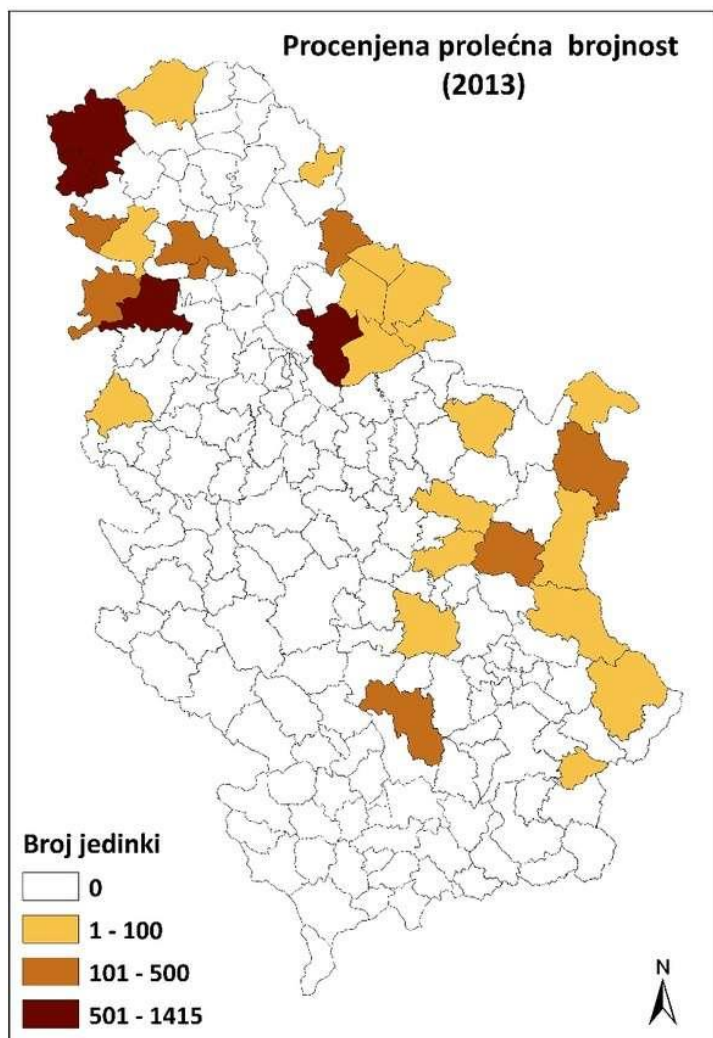 Procenjena prolećna brojnost
(2013)
Broj jedinki
0
1 - 100
101 - 500
501 - 1415
N